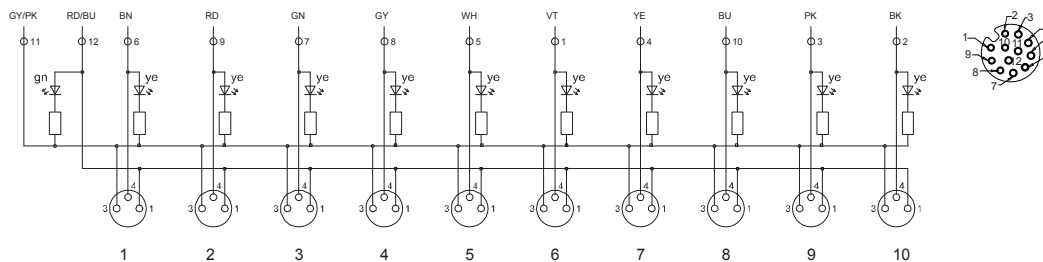 GY/PK RD/BU BN RD GN GY WH VT YE BU PK BK
11 12 6 9 7 8 5 1 4 10 3 2
gn ye ye ye ye ye ye ye ye ye ye
4 4 4 4 4 4 4 4 4 4
3 1 3 1 3 1 3 1 3 1 3 1 3 1 3 1 3 1 3 1
1 2 3 4 5 6 7 8 9 10
2 3
1 10 11
9 12
8
7